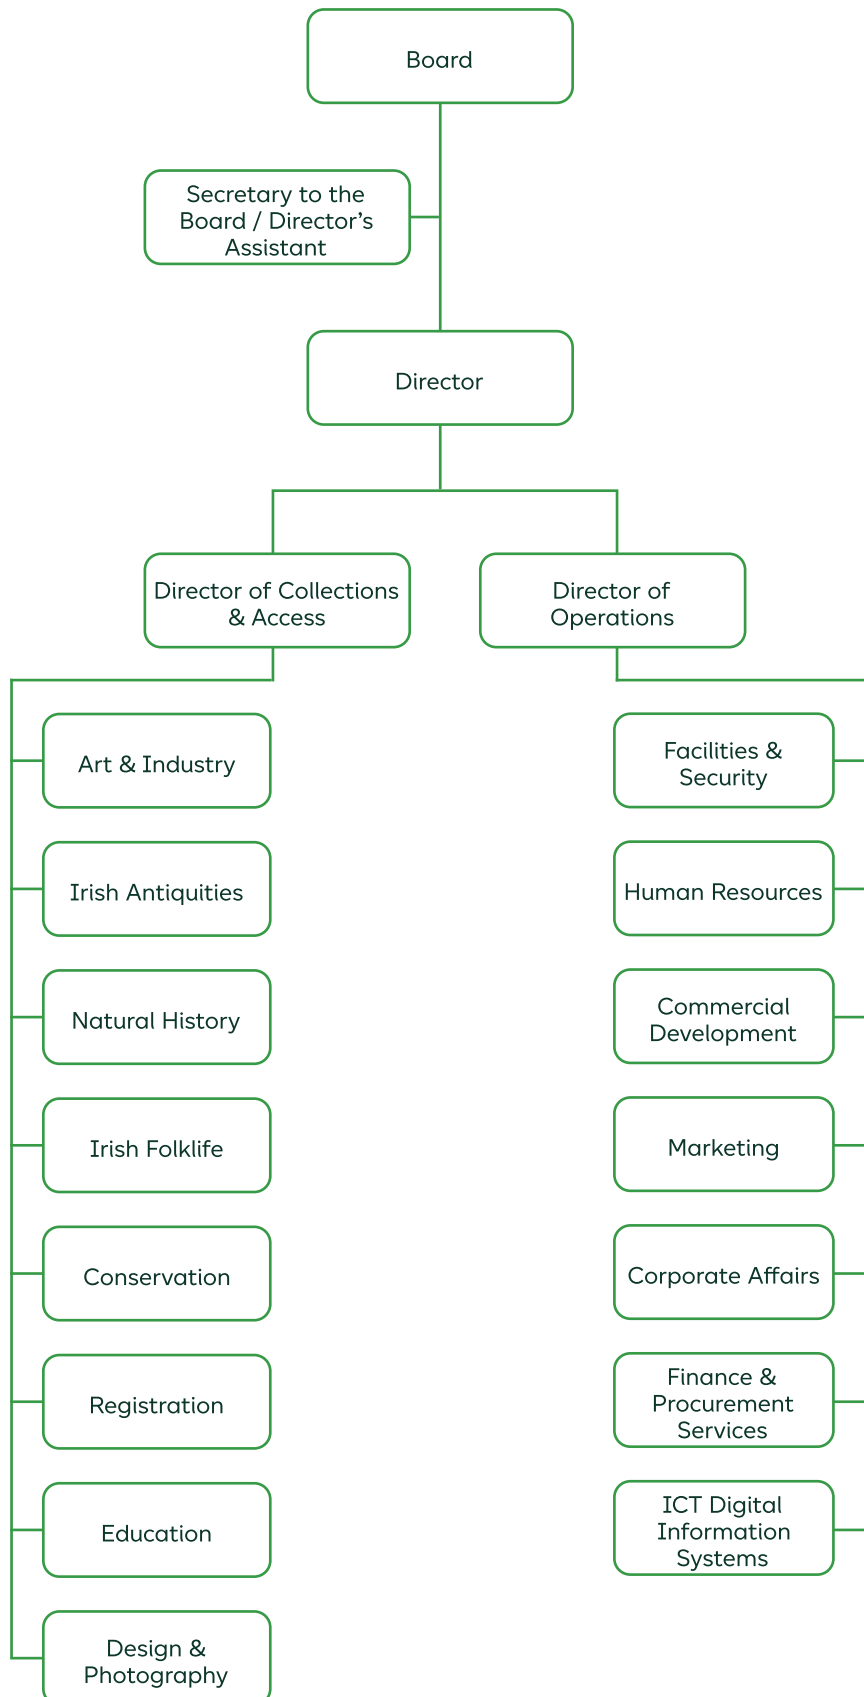 Board
Secretary to the
Board / Director’s
Assistant
Director
Director of Collections
& Access
Director of
Operations
Art & Industry
Irish Antiquities
Natural History
Irish Folklife
Conservation
Registration
Education
Design &
Photography
Facilities &
Security
Human Resources
Commercial
Development
Marketing
Corporate Affairs
Finance &
Procurement
Services
ICT Digital
Information
Systems